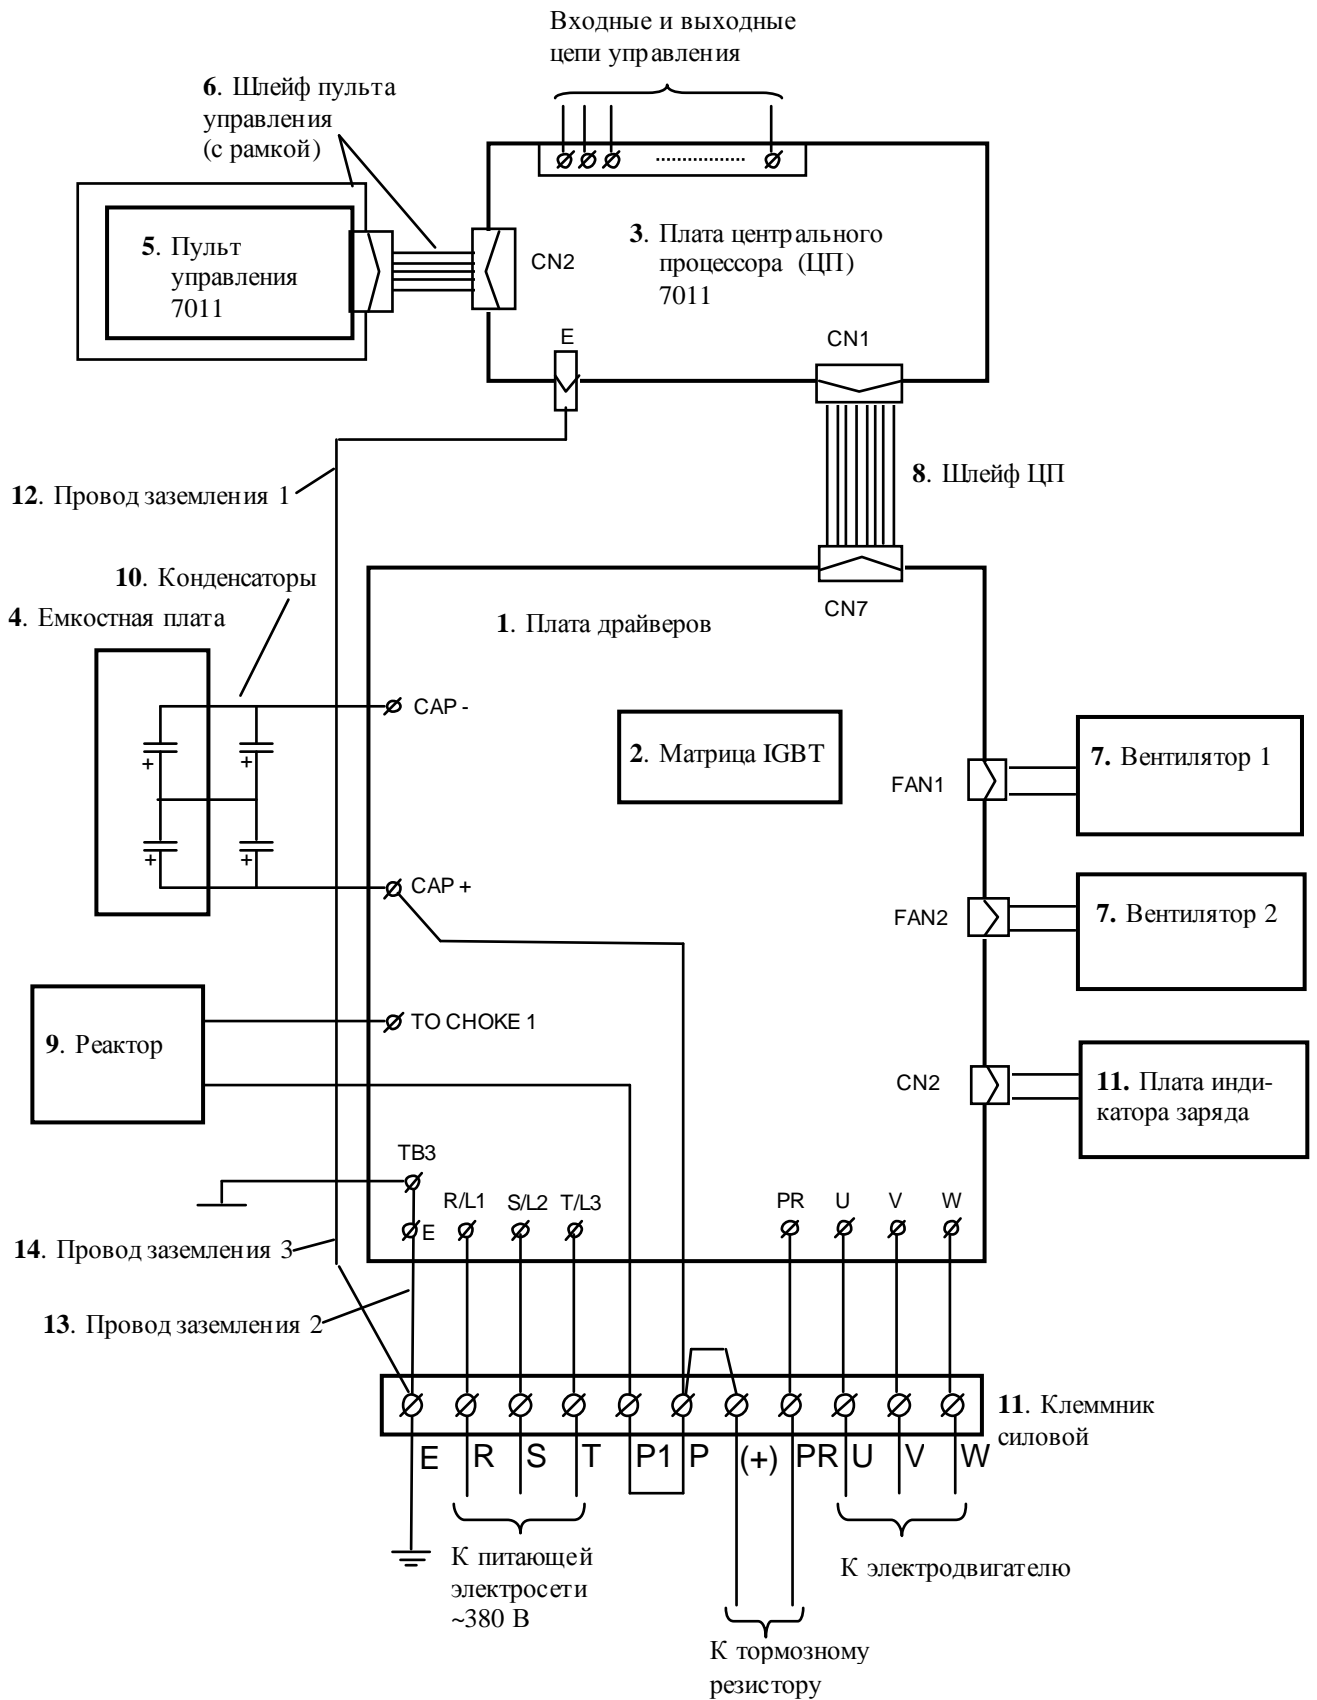 Входные и выходные
цепи управления
6. Шлейф пульта
управления
(с рамкой)
5. Пульт
управления
7011
CN2
3. Плата центрального
процессора (ЦП)
7011
E
CN1
12. Провод заземления 1
8. Шлейф ЦП
10. Конденсаторы
4. Емкостная плата
CN7
1. Плата драйверов
CAP -
2. Матрица IGBT
FAN1
7. Вентилятор 1
+
+
+
+
CAP +
FAN2
7. Вентилятор 2
9. Реактор
TO CHOKE 1
CN2
11. Плата инди-
катора заряда
TB3
R/L1 S/L2 T/L3
PR U V W
E
14. Провод заземления 3
13. Провод заземления 2
11. Клеммник
силовой
E R S T P1 P (+) PR U V W
К питающей
электросети
~380 В
К электродвигателю
К тормозному
резистору